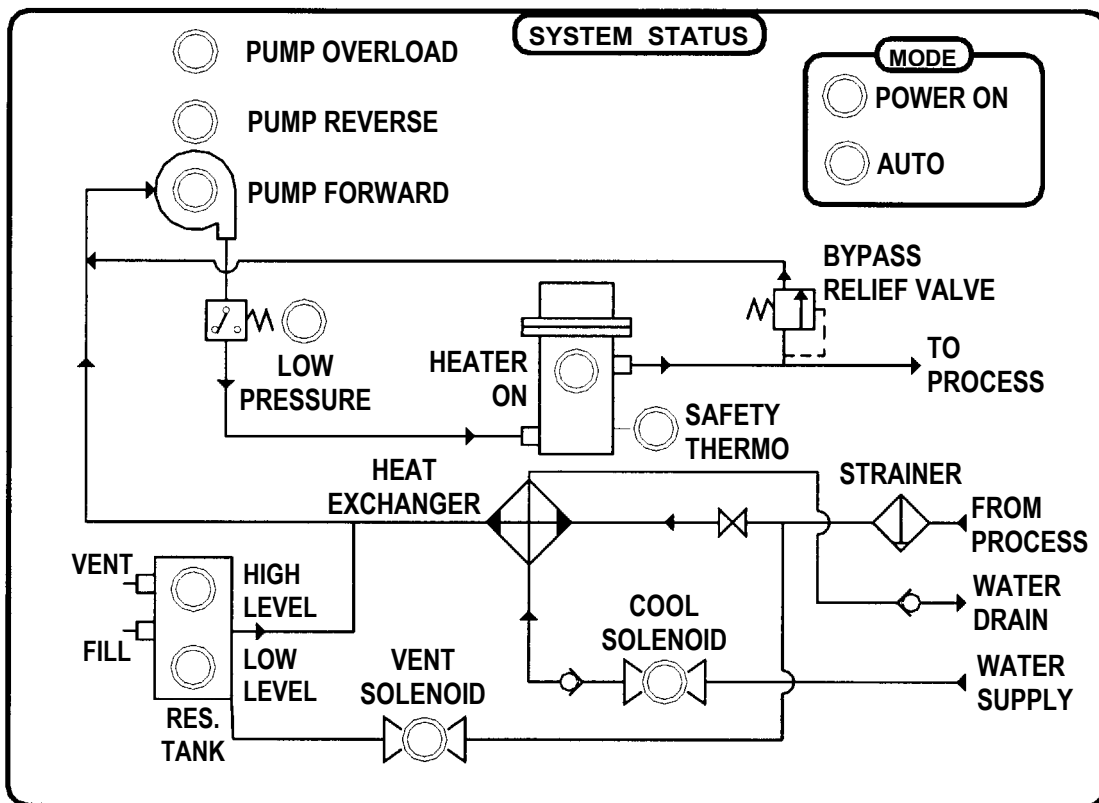 SYSTEM STATUS
PUMP OVERLOAD
MODE
POWER ON
PUMP REVERSE
AUTO
PUMP FORWARD
BYPASS
RELIEF VALVE
LOW
PRESSURE
HEATER
ON
TO
PROCESS
SAFETY
THERMO
HEAT
EXCHANGER
STRAINER
FROM
PROCESS
VENT
HIGH
LEVEL
WATER
DRAIN
COOL
SOLENOID
FILL
LOW
LEVEL
VENT
SOLENOID
WATER
SUPPLY
RES.
TANK